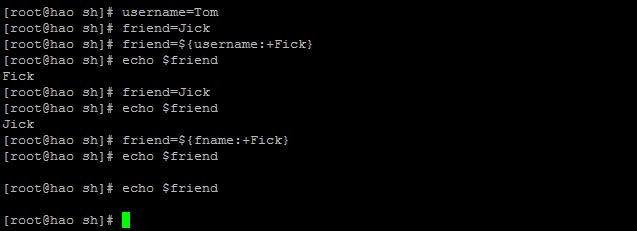 [root@hao sh]# username=Tom
[root@hao sh]# friend=Jick
[root@hao sh]# friend=${username:+Fick}
[root@hao sh]# echo $friend
Fick
[root@hao sh]# friend=Jick
[root@hao sh]# echo $friend
Jick
[root@hao sh]# friend=${fname:+Fick}
[root@hao sh]# echo $friend
[root@hao sh]# echo $friend
[root@hao sh]#